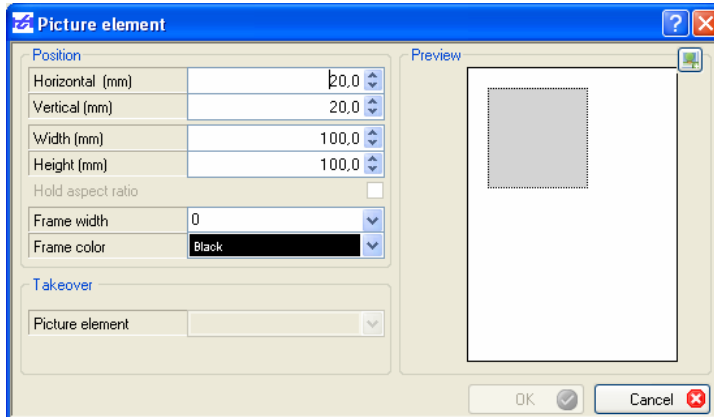 Picture element
Position
Preview
Horizontal (mm) 20,0
Vertical (mm) 20,0
Width (mm) 100,0
Height (mm) 100,0
Hold aspect ratio
Frame width 0
Frame color Black
Takeover
Picture element
OK Cancel